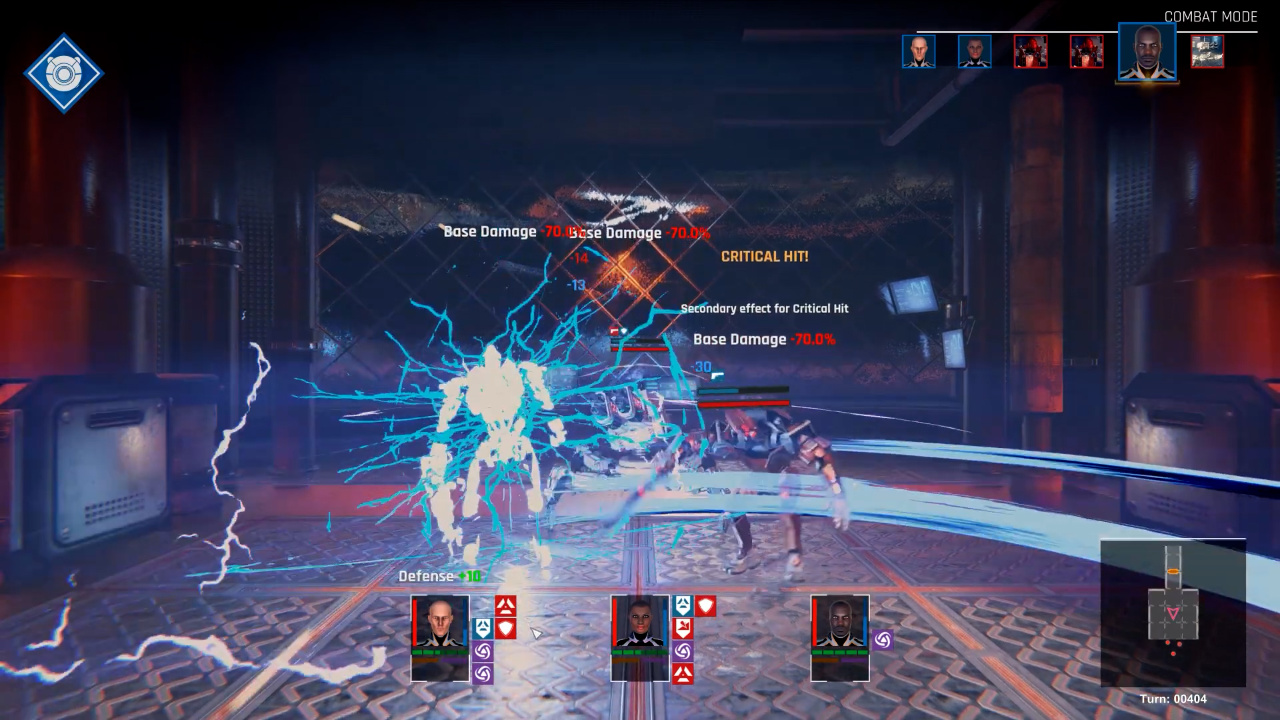 COMBAT MODE
Base Damage -70.0%
Base Damage -70.0%
-14
CRITICAL HIT!
-13
Secondary effect for Critical Hit
Base Damage -70.0%
30
Defense +10
Turn: 00404